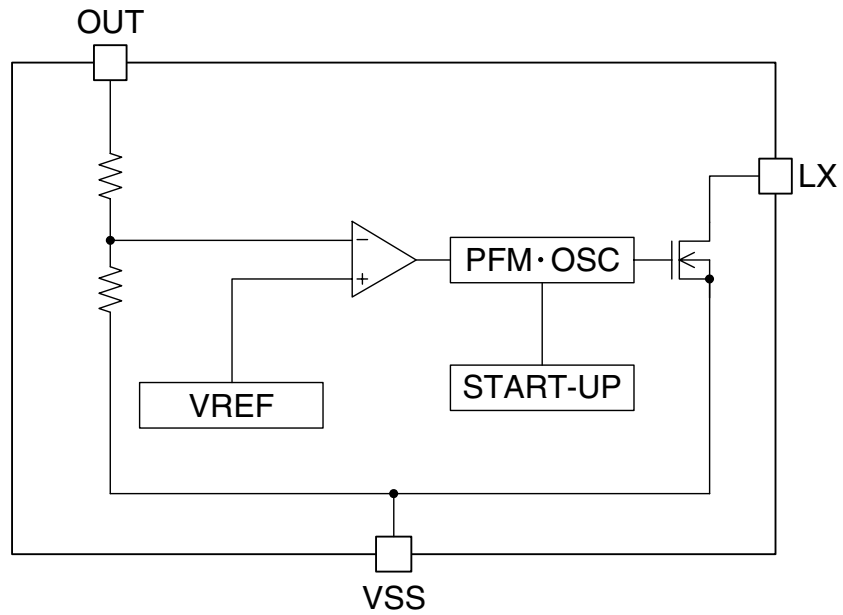 OUT
LX
−
+
PFM・OSC
VREF
START-UP
VSS